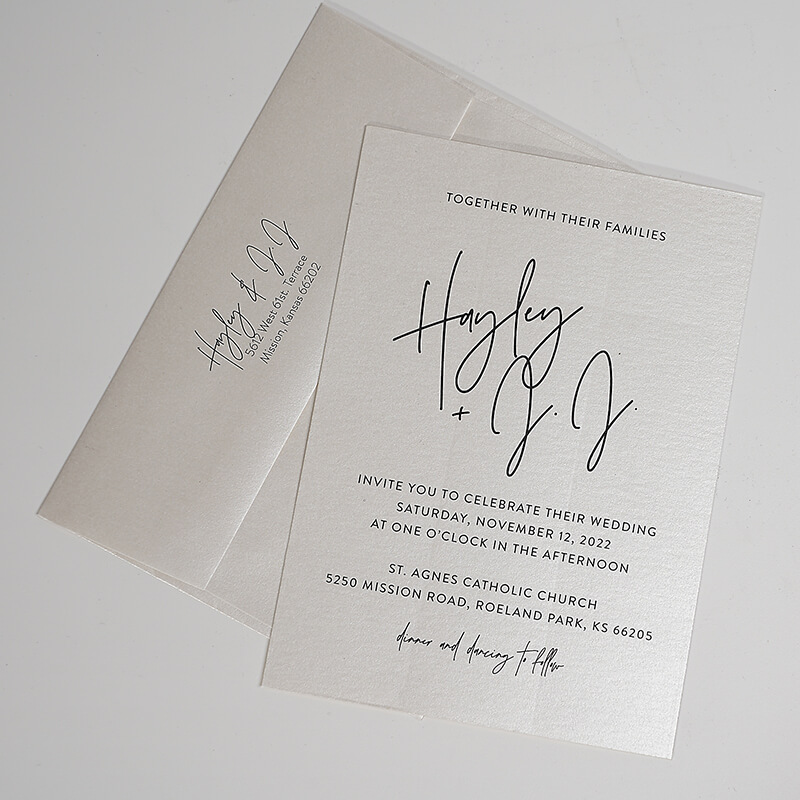 Hayley & J.J
5612 West 61st. Terrace
Mission, Kansas 66202
TOGETHER WITH THEIR FAMILIES
Hayley
+ J. J.
INVITE YOU TO CELEBRATE THEIR WEDDING
SATURDAY, NOVEMBER 12, 2022
AT ONE O'CLOCK IN THE AFTERNOON
ST. AGNES CATHOLIC CHURCH
5250 MISSION ROAD, ROELAND PARK, KS 66205
dinner and dancing to follow